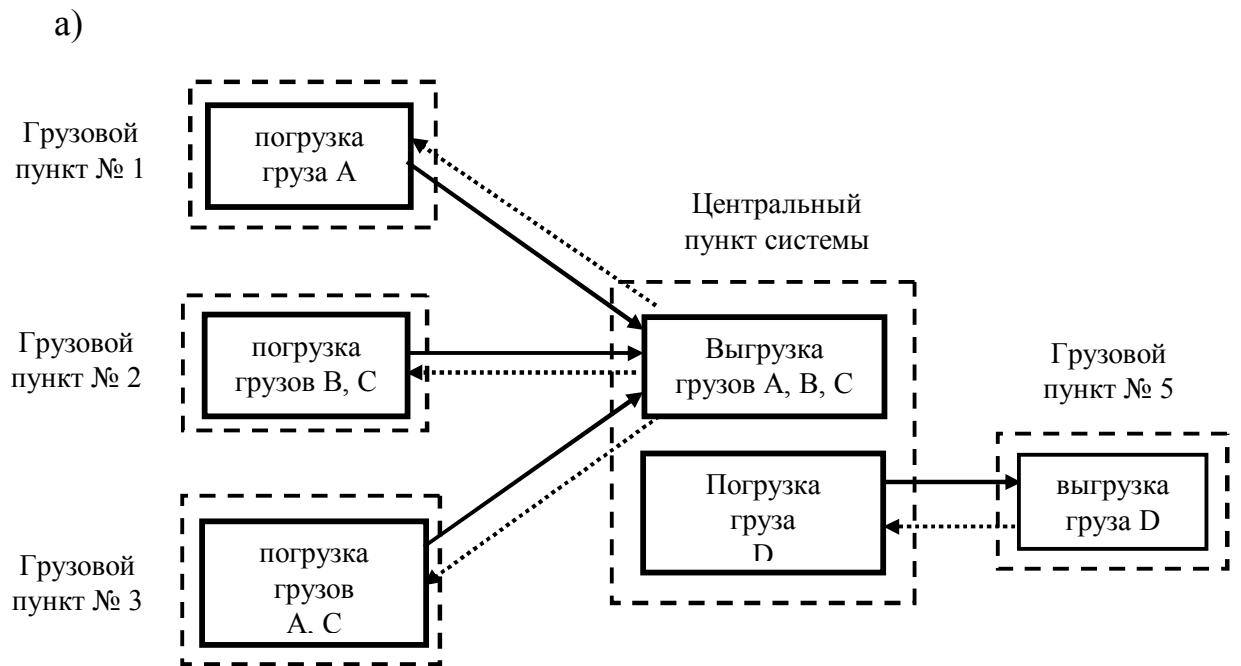 а)
Грузовой
пункт № 1
погрузка
груза А
Центральный
пункт системы
Грузовой
пункт № 2
погрузка
грузов В, С
Выгрузка
грузов А, В, С
Грузовой
пункт № 5
Погрузка
груза
D
выгрузка
груза D
Грузовой
пункт № 3
погрузка
грузов
А, С